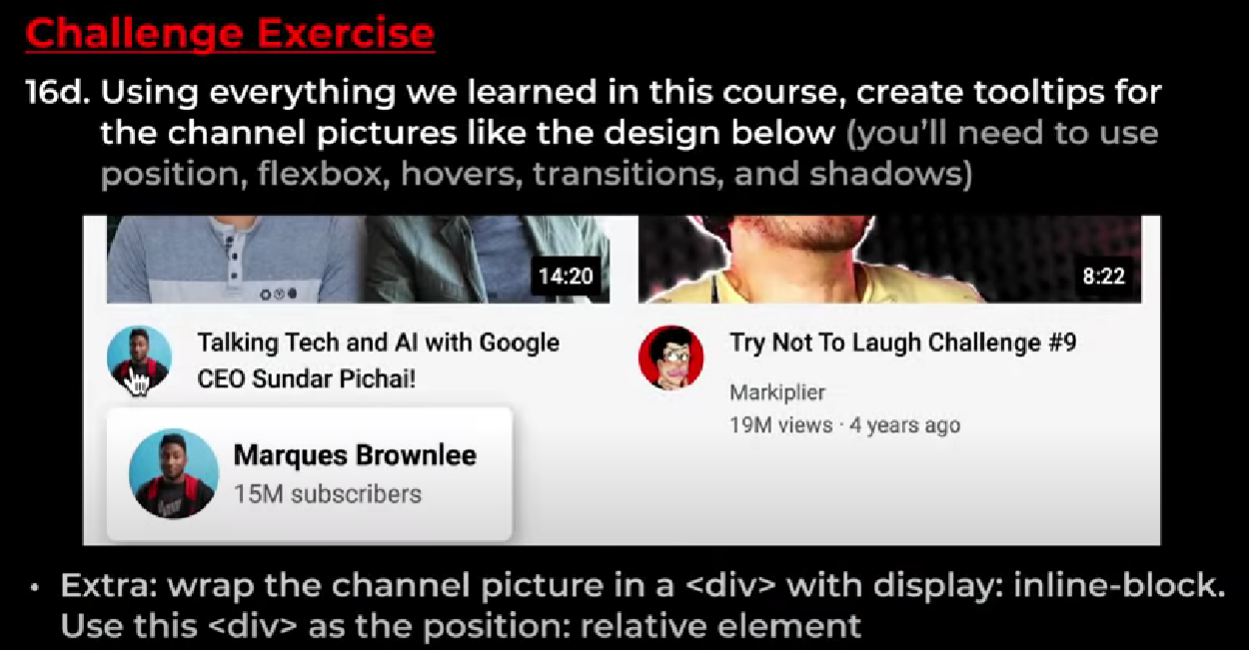 Challenge Exercise
16d. Using everything we learned in this course, create tooltips for
the channel pictures like the design below (you'll need to use
position, flexbox, hovers, transitions, and shadows)
14:20
8:22
Talking Tech and AI with Google
CEO Sundar Pichai!
Try Not To Laugh Challenge #9
Markiplier
19M views · 4 years ago
Marques Brownlee
15M subscribers
• Extra: wrap the channel picture in a <div> with display: inline-block.
Use this <div> as the position: relative element